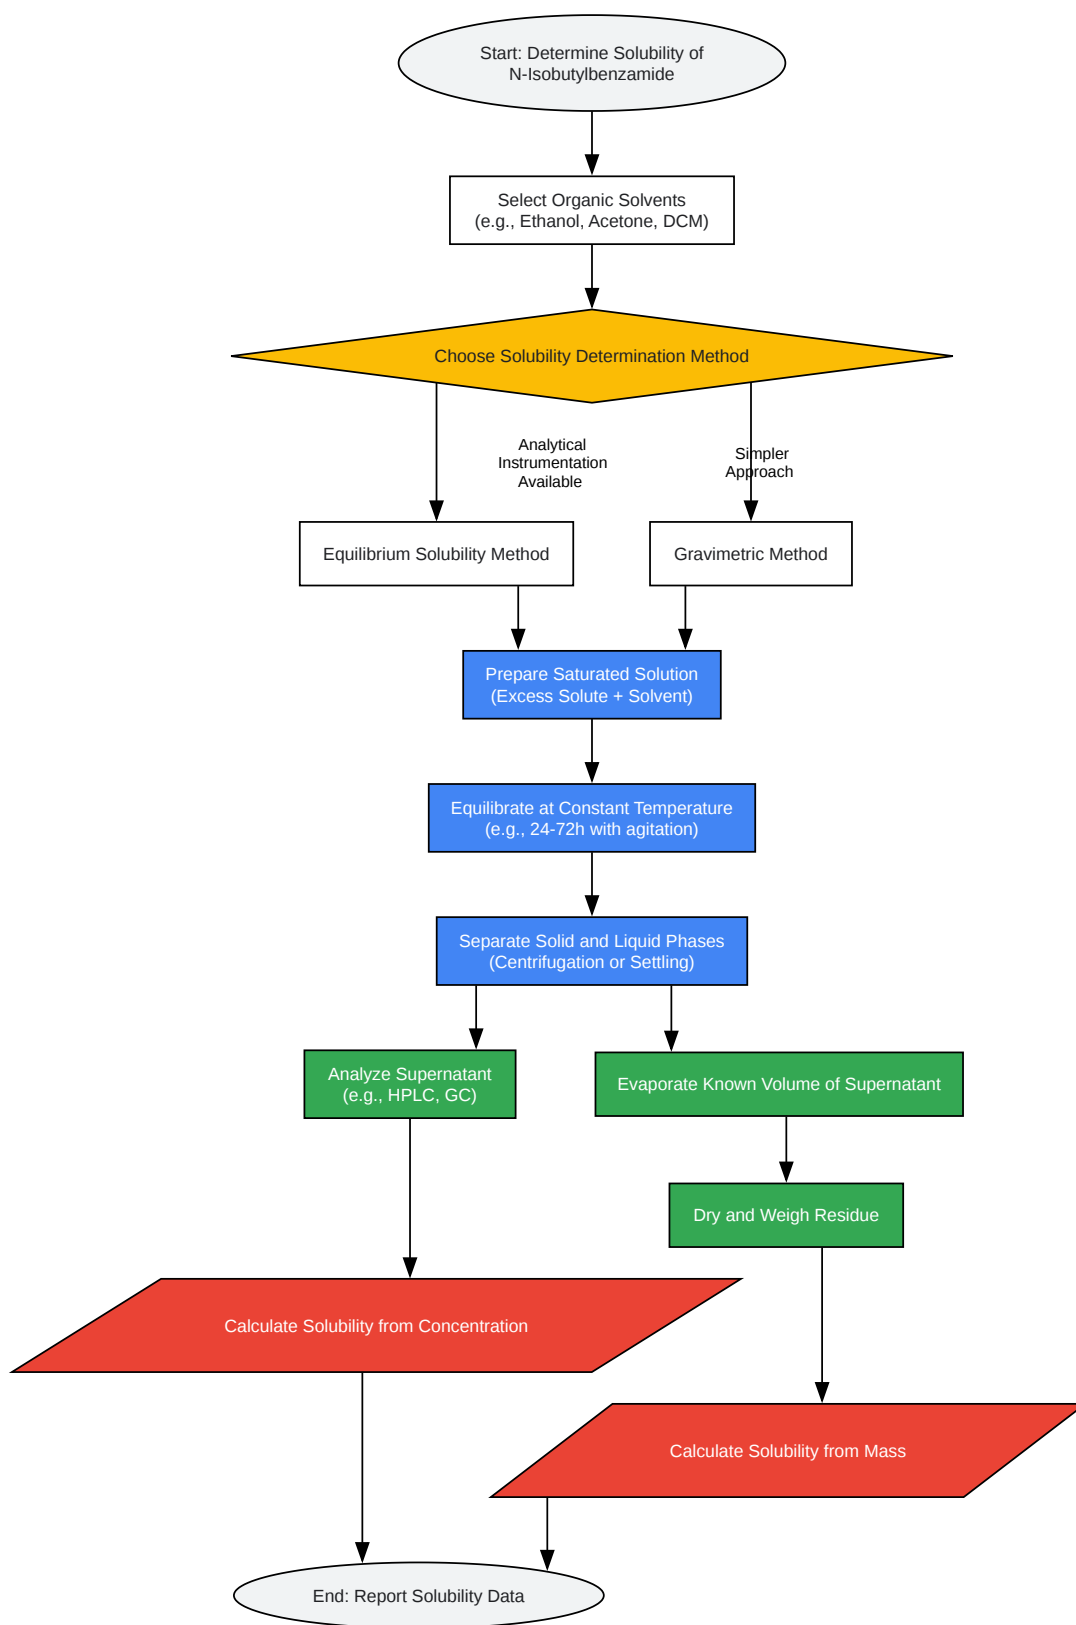 Start: Determine Solubility of
N-Isobutylbenzamide
Select Organic Solvents
(e.g., Ethanol, Acetone, DCM)
Choose Solubility Determination Method
Analytical
Instrumentation
Available
Simpler
Approach
Equilibrium Solubility Method
Gravimetric Method
Prepare Saturated Solution
(Excess Solute + Solvent)
Equilibrate at Constant Temperature
(e.g., 24-72h with agitation)
Separate Solid and Liquid Phases
(Centrifugation or Settling)
Analyze Supernatant
(e.g., HPLC, GC)
Evaporate Known Volume of Supernatant
Dry and Weigh Residue
Calculate Solubility from Concentration
Calculate Solubility from Mass
End: Report Solubility Data